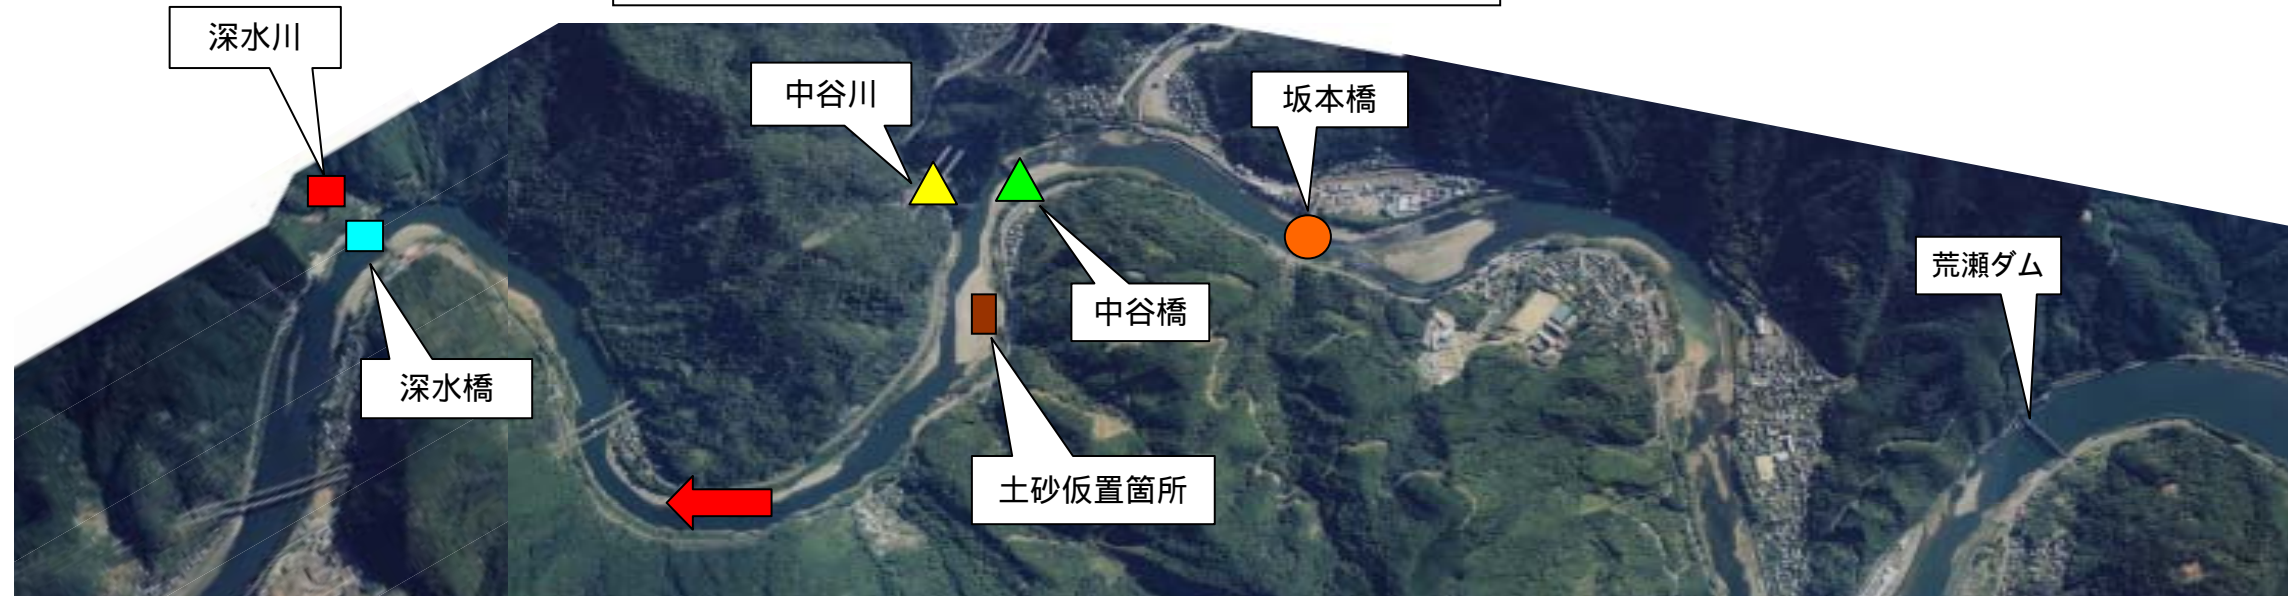 深水川
中谷川
坂本橋
荒瀬ダム
中谷橋
深水橋
土砂仮置箇所